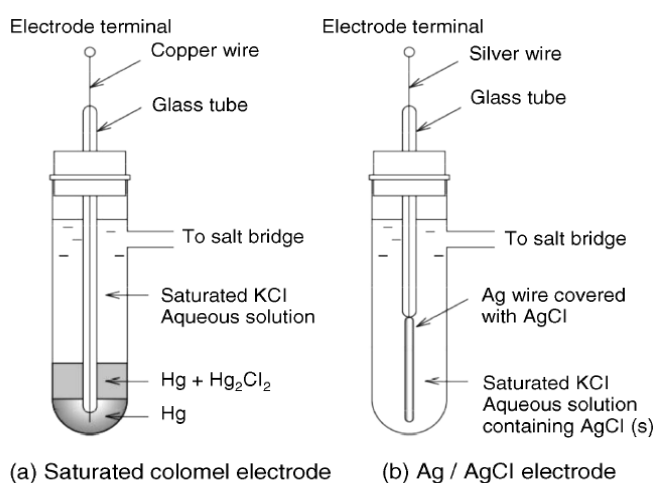 Electrode terminal
Copper wire
Glass tube
To salt bridge
Saturated KCl
Aqueous solution
Hg + Hg₂Cl₂
Hg
(a) Saturated colomel electrode
Electrode terminal
Silver wire
Glass tube
To salt bridge
Ag wire covered
with AgCl
Saturated KCl
Aqueous solution
containing AgCl (s)
(b) Ag / AgCl electrode